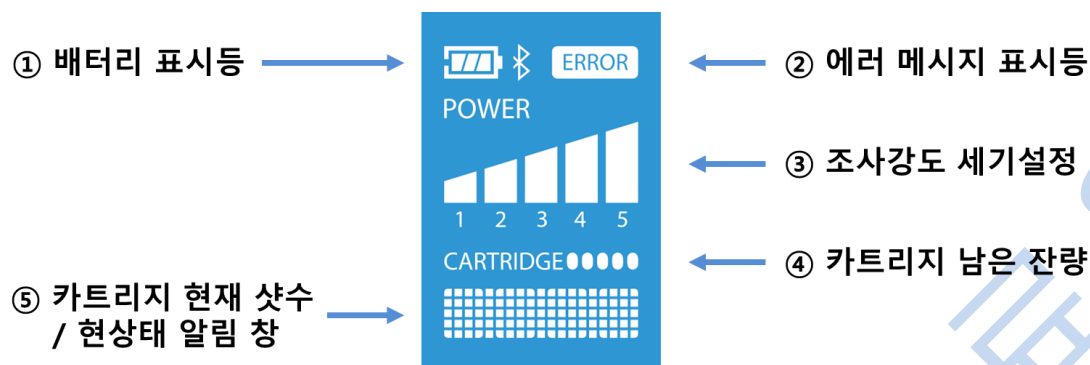 ① 배터리 표시등
ERROR
② 에러 메시지 표시등
POWER
③ 조사강도 세기설정
1 2 3 4 5
CARTRIDGE
④ 카트리지 남은 잔량
⑤ 카트리지 현재 샷수
/ 현상태 알림 창